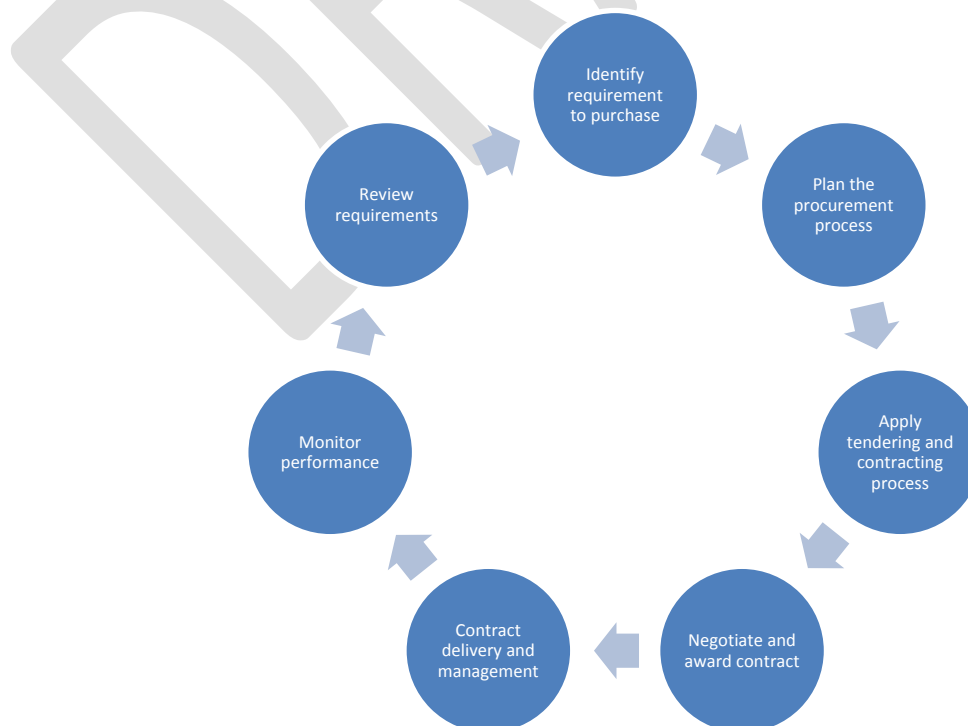 Identify
requirement
to purchase
Plan the
procurement
process
Apply
tendering and
contracting
process
Negotiate and
award contract
Contract
delivery and
management
Monitor
performance
Review
requirements